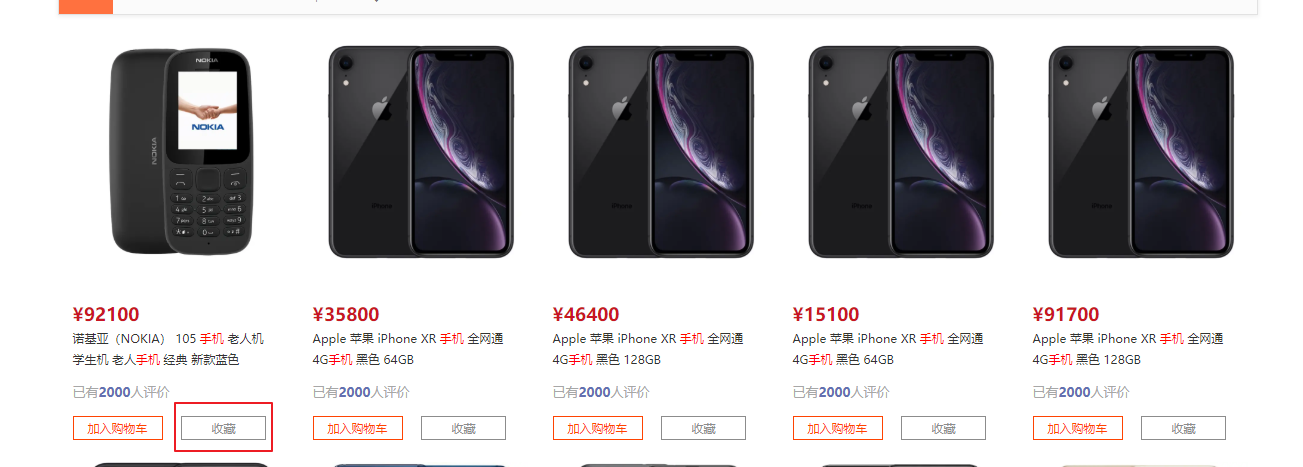 NOKIA
NOKIA
NOKIA
iPhone
iPhone
iPhone
iPhone
¥92100
诺基亚（NOKIA） 105 手机 老人机
学生机 老人手机 经典 新款蓝色
已有2000人评价
加入购物车 收藏
¥35800
Apple 苹果 iPhone XR 手机 全网通
4G手机 黑色 64GB
已有2000人评价
加入购物车 收藏
¥46400
Apple 苹果 iPhone XR 手机 全网通
4G手机 黑色 128GB
已有2000人评价
加入购物车 收藏
¥15100
Apple 苹果 iPhone XR 手机 全网通
4G手机 黑色 64GB
已有2000人评价
加入购物车 收藏
¥91700
Apple 苹果 iPhone XR 手机 全网通
4G手机 黑色 128GB
已有2000人评价
加入购物车 收藏